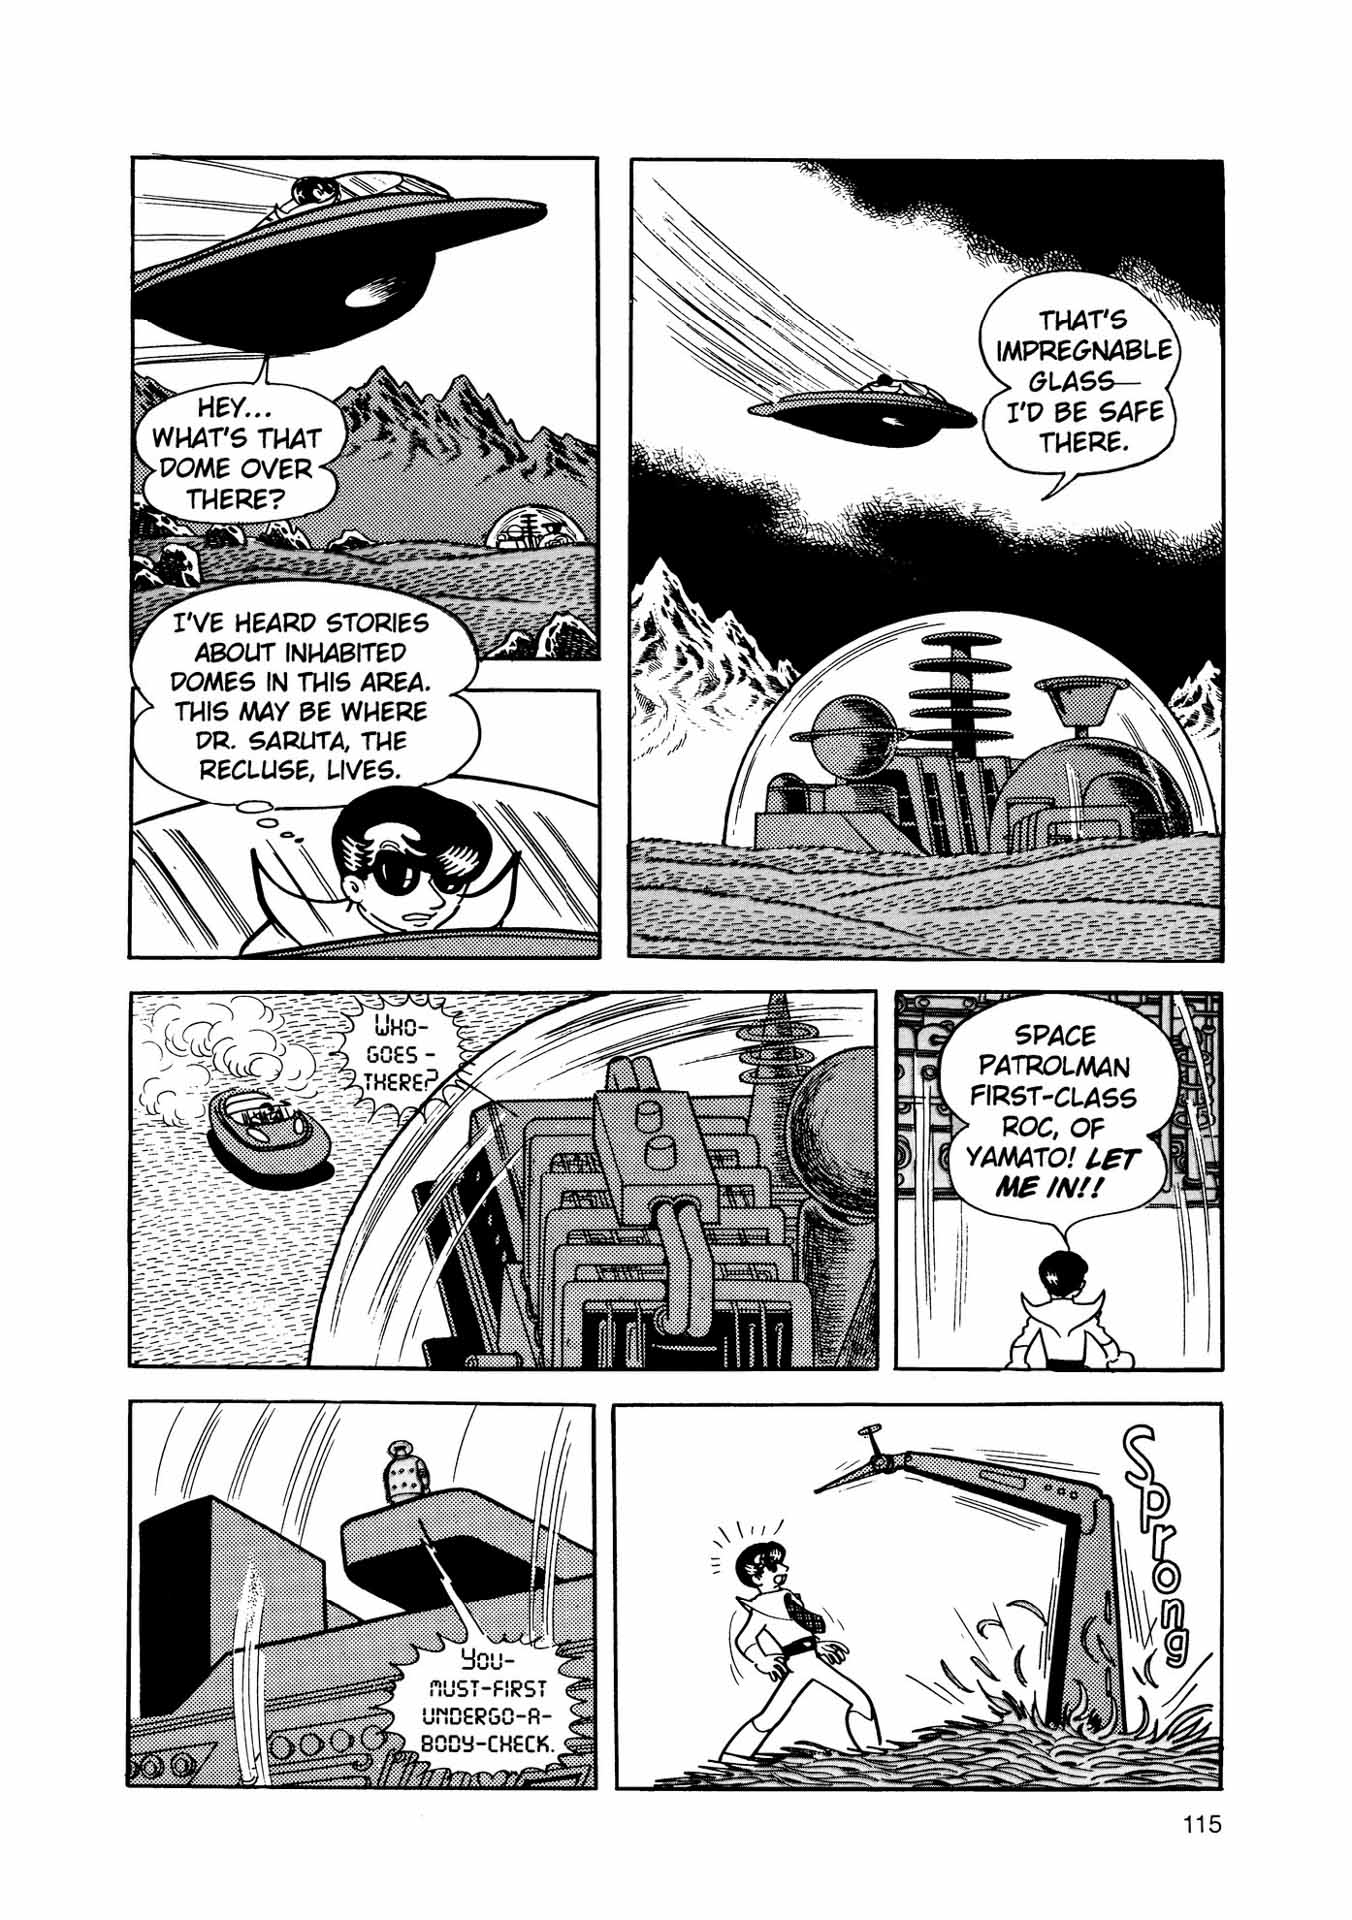 HEY...
WHAT'S THAT
DOME OVER
THERE?
I'VE HEARD STORIES
ABOUT INHABITED
DOMES IN THIS AREA.
THIS MAY BE WHERE
DR. SARUTA, THE
RECLUSE, LIVES.
THAT'S
IMPREGNABLE
GLASS—
I'D BE SAFE
THERE.
WHO-
GOES-
THERE?
SPACE
PATROLMAN
FIRST-CLASS
ROC, OF
YAMATO! LET
ME IN!!
YOU-
MUST-FIRST
UNDERGO-A-
BODY-CHECK.
Sprong
115